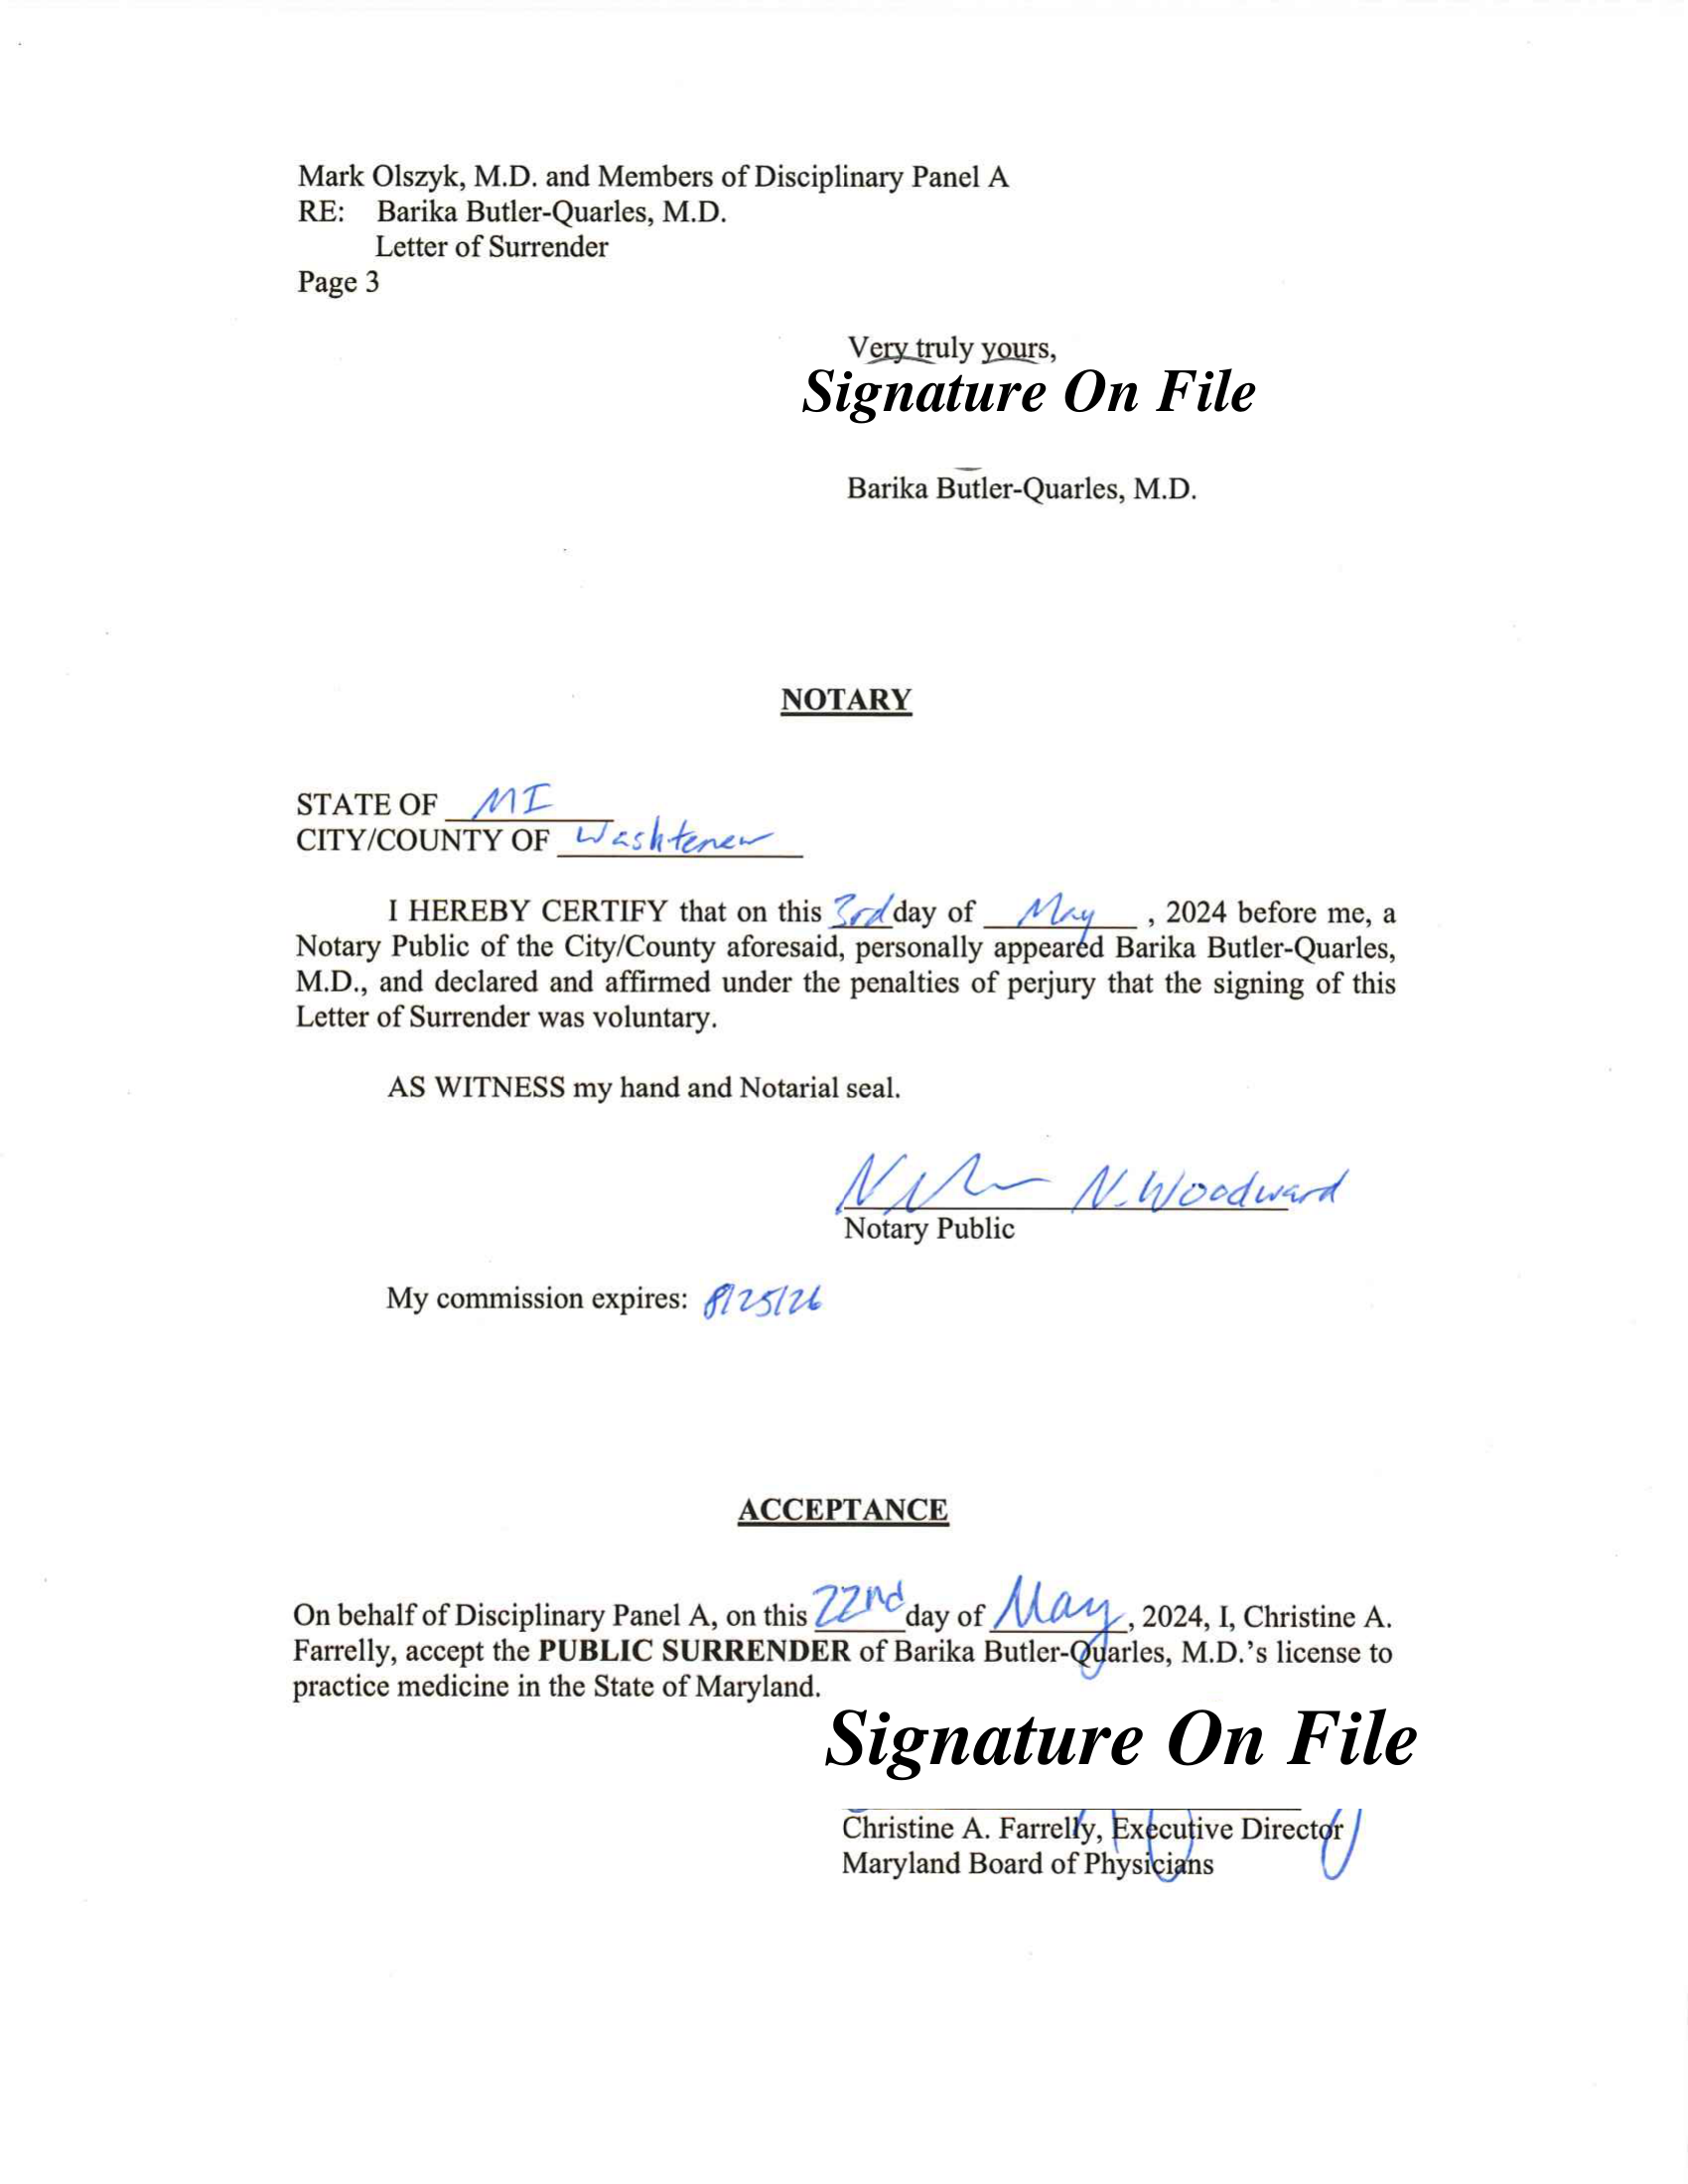 Mark Olszyk, M.D. and Members of Disciplinary Panel A
RE: Barika Butler-Quarles, M.D.
Letter of Surrender
Page 3
Very truly yours,
Signature On File
Barika Butler-Quarles, M.D.
NOTARY
STATE OF MI
CITY/COUNTY OF Washtenaw
I HEREBY CERTIFY that on this 3rd day of May, 2024 before me, a
Notary Public of the City/County aforesaid, personally appeared Barika Butler-Quarles,
M.D., and declared and affirmed under the penalties of perjury that the signing of this
Letter of Surrender was voluntary.
AS WITNESS my hand and Notarial seal.
N. Woodward
Notary Public
My commission expires: 8/25/26
ACCEPTANCE
On behalf of Disciplinary Panel A, on this 22nd day of May, 2024, I, Christine A.
Farrelly, accept the PUBLIC SURRENDER of Barika Butler-Quarles, M.D.'s license to
practice medicine in the State of Maryland.
Signature On File
Christine A. Farrelly, Executive Director
Maryland Board of Physicians